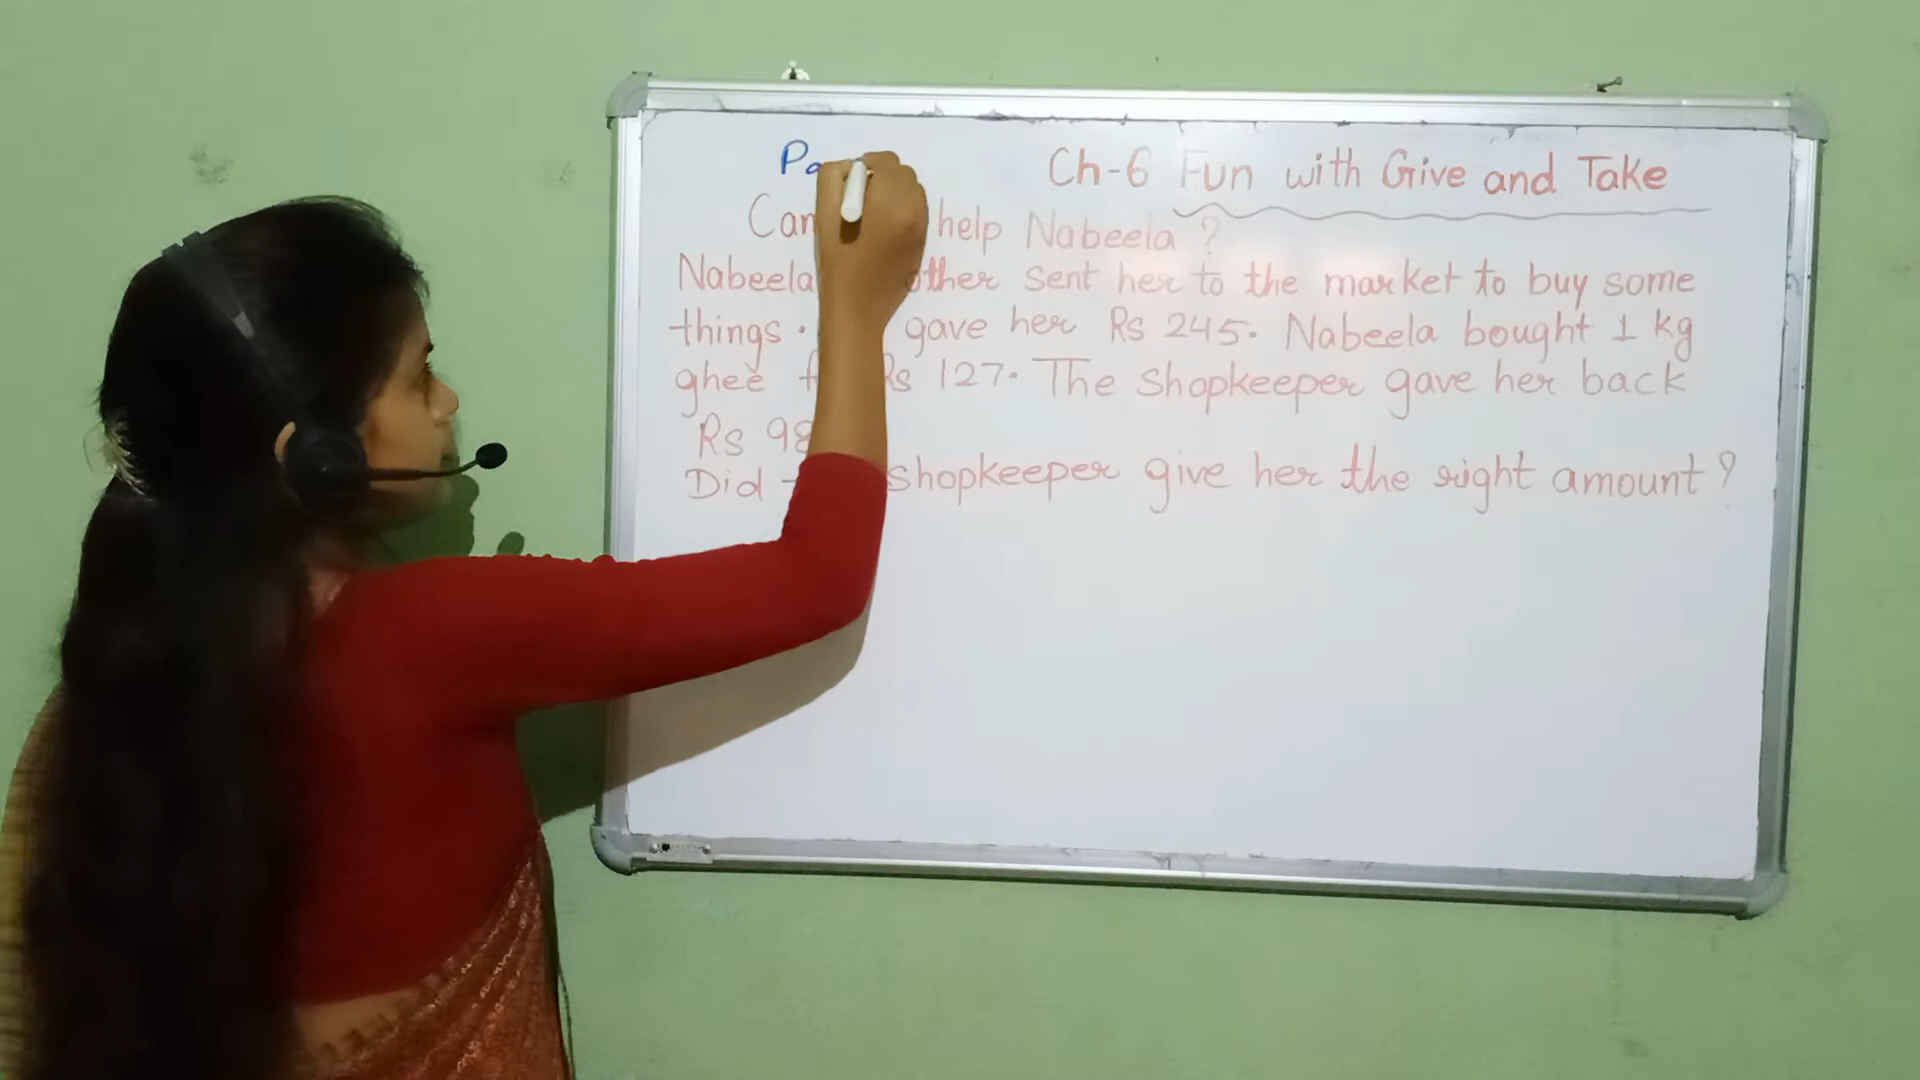 Ch-6 Fun with Give and Take
Can help Nabeela ?
Nabeela sent her to the market to buy some
things. gave her Rs 245. Nabeela bought 1 kg
ghee Rs 127. The shopkeeper gave her back
Rs 98
Did shopkeeper give her the right amount?